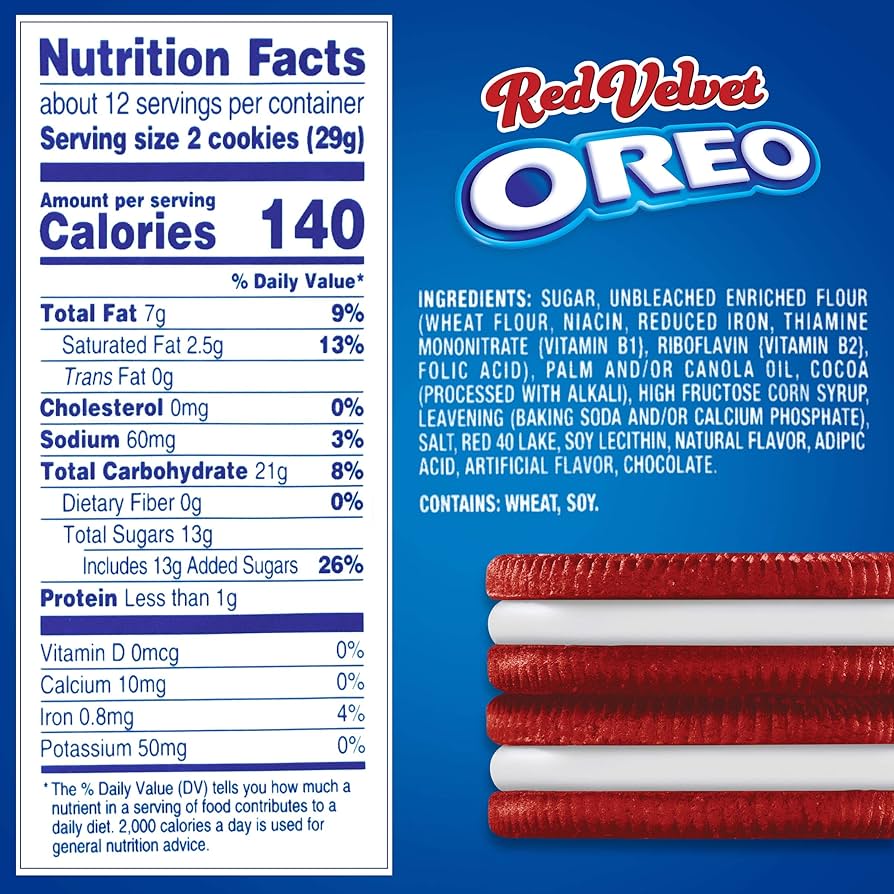 Nutrition Facts
about 12 servings per container
Serving size 2 cookies (29g)
Amount per serving
Calories 140
% Daily Value*
Total Fat 7g 9%
Saturated Fat 2.5g 13%
Trans Fat 0g
Cholesterol 0mg 0%
Sodium 60mg 3%
Total Carbohydrate 21g 8%
Dietary Fiber 0g 0%
Total Sugars 13g
Includes 13g Added Sugars 26%
Protein Less than 1g
Vitamin D 0mcg 0%
Calcium 10mg 0%
Iron 0.8mg 4%
Potassium 50mg 0%
* The % Daily Value (DV) tells you how much a
nutrient in a serving of food contributes to a
daily diet. 2,000 calories a day is used for
general nutrition advice.
Red Velvet
OREO
INGREDIENTS: SUGAR, UNBLEACHED ENRICHED FLOUR
(WHEAT FLOUR, NIACIN, REDUCED IRON, THIAMINE
MONONITRATE {VITAMIN B1}, RIBOFLAVIN {VITAMIN B2},
FOLIC ACID), PALM AND/OR CANOLA OIL, COCOA
(PROCESSED WITH ALKALI), HIGH FRUCTOSE CORN SYRUP,
LEAVENING (BAKING SODA AND/OR CALCIUM PHOSPHATE),
SALT, RED 40 LAKE, SOY LECITHIN, NATURAL FLAVOR, ADIPIC
ACID, ARTIFICIAL FLAVOR, CHOCOLATE.
CONTAINS: WHEAT, SOY.